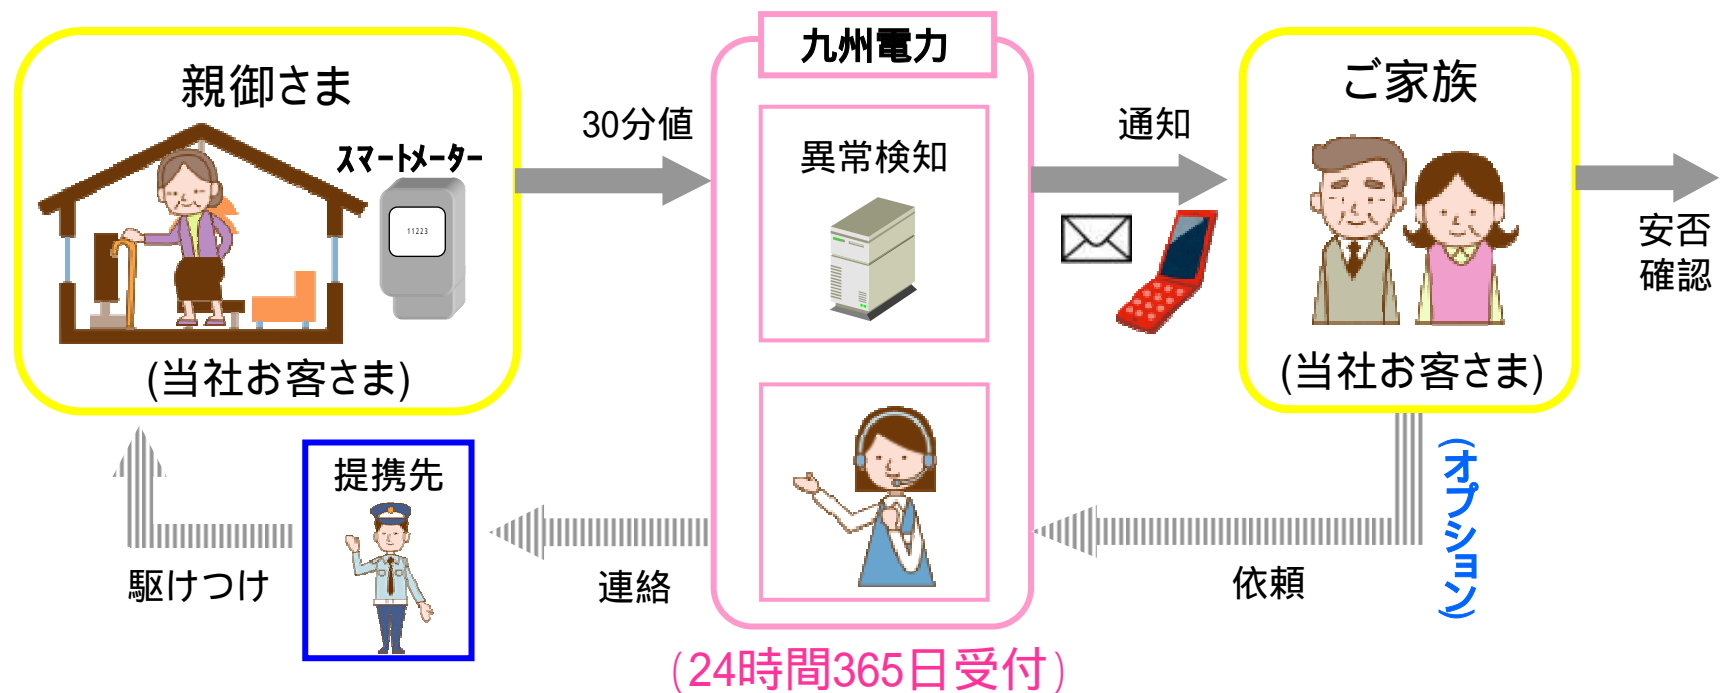 九州電力
親御さま
スマートメーター
11223
(当社お客さま)
30分値
異常検知
通知
ご家族
(当社お客さま)
安否
確認
(オプション)
依頼
連絡
提携先
駆けつけ
(24時間365日受付)